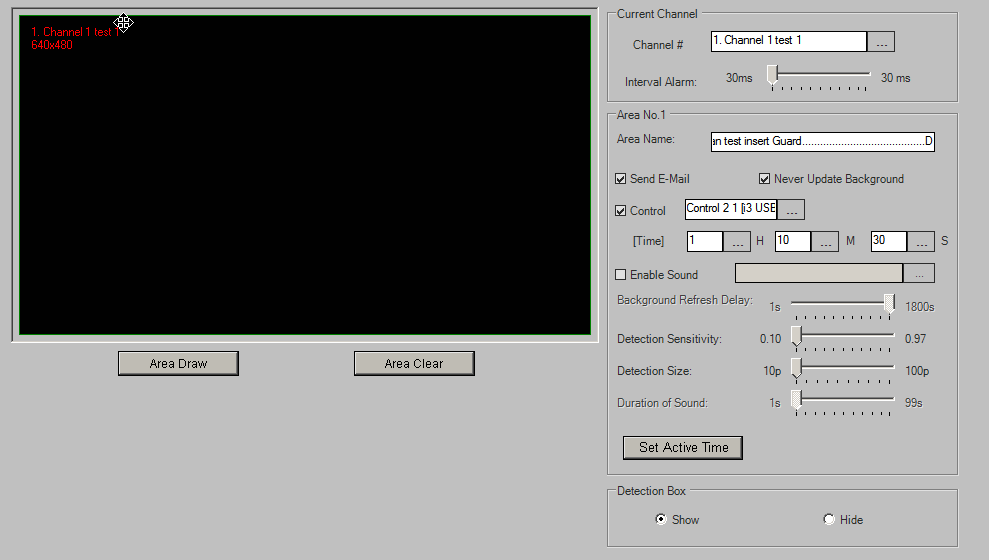 1. Channel 1 test 1
640x480
Area Draw
Area Clear
Current Channel
Channel #
1. Channel 1 test 1
...
Interval Alarm:
30ms
30 ms
Area No.1
Area Name:
an test insert Guard.........................................D
Send E-Mail
Never Update Background
Control
Control 2 1 [i3 USB
...
[Time]
1
...
H
10
...
M
30
...
S
Enable Sound
...
Background Refresh Delay:
1s
1800s
Detection Sensitivity:
0.10
0.97
Detection Size:
10p
100p
Duration of Sound:
1s
99s
Set Active Time
Detection Box
Show
Hide